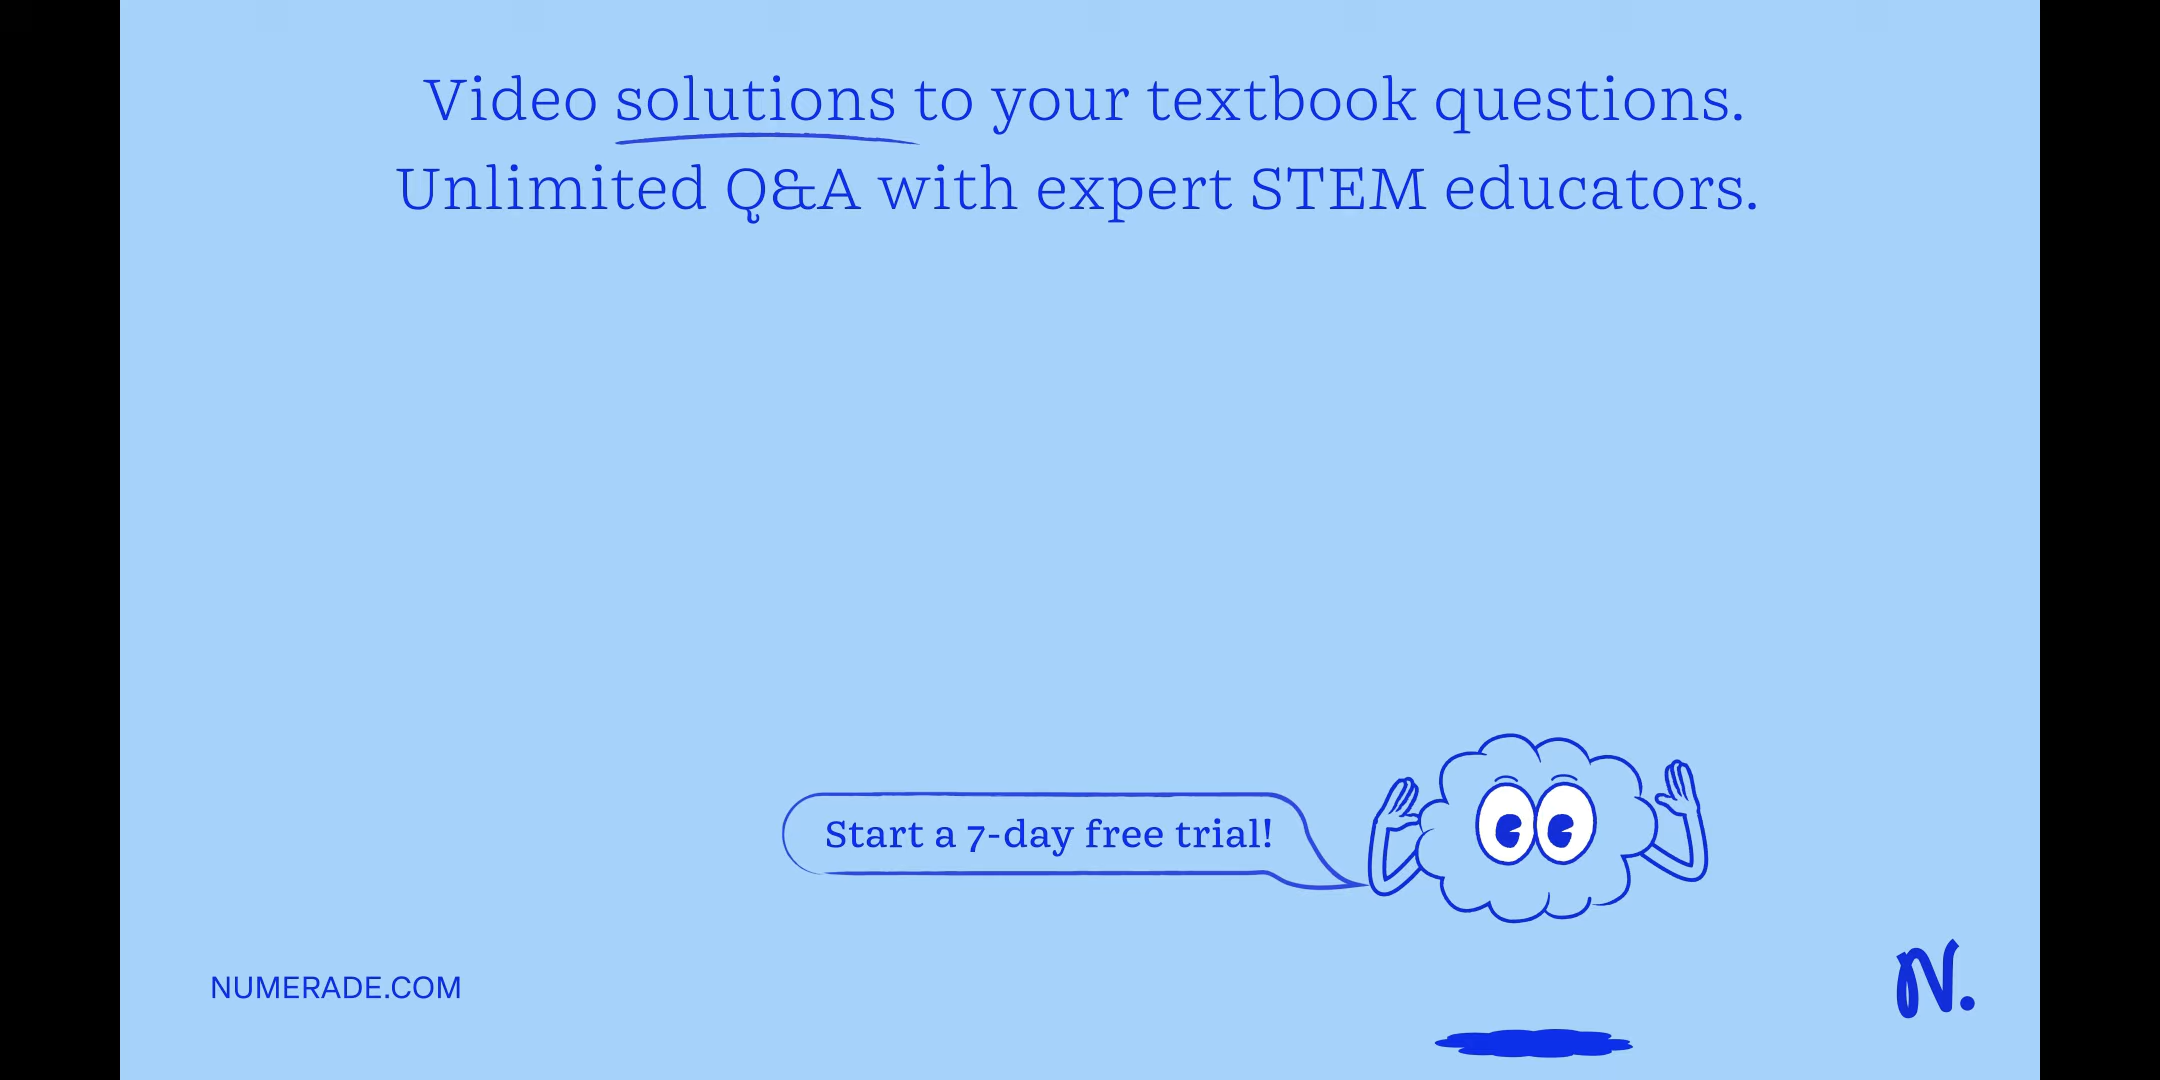 Video solutions to your textbook questions.
Unlimited Q&A with expert STEM educators.
Start a 7-day free trial!
NUMERADE.COM
N.